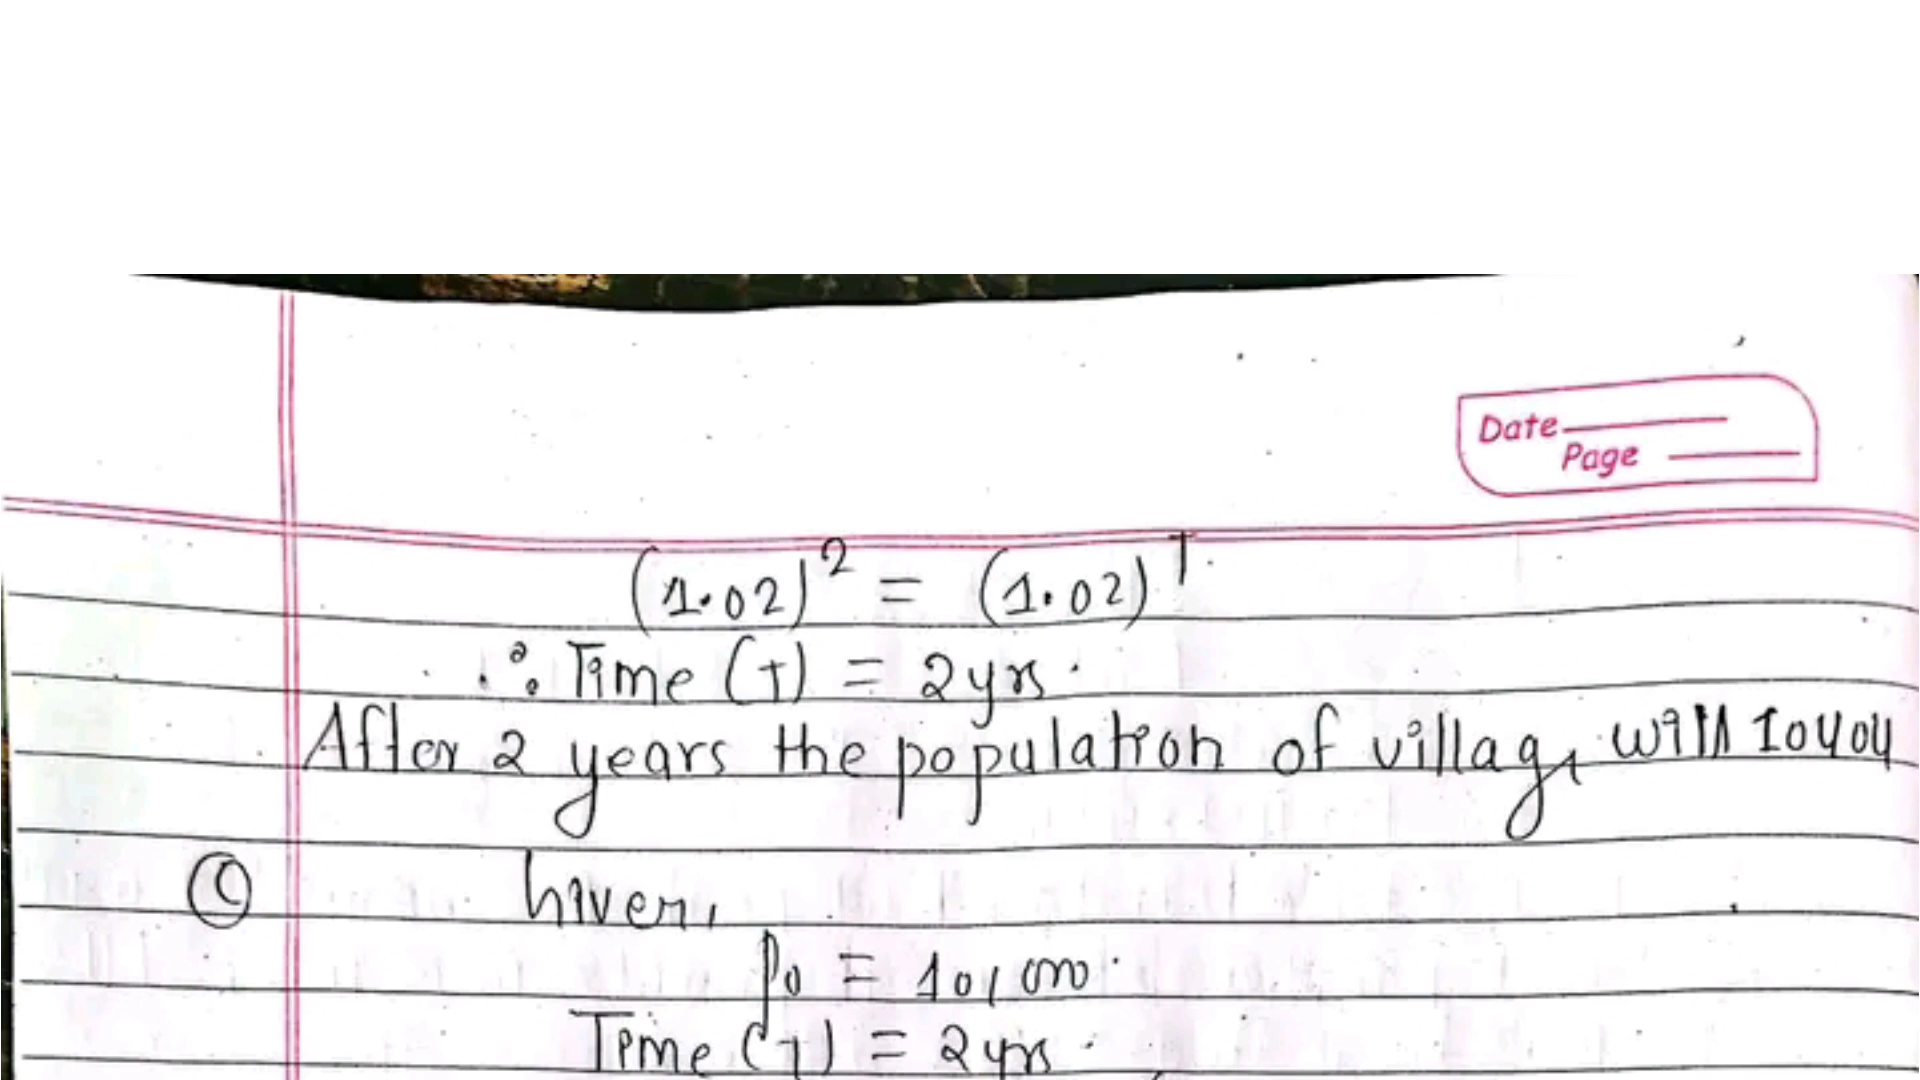 Date
Page
(1.02)² = (1.02)ᵀ
∴ Time (T) = 2yrs.
After 2 years the population of villag, will 10404
(c) Given,
P₀ = 10,000.
Time (T) = 2yrs.